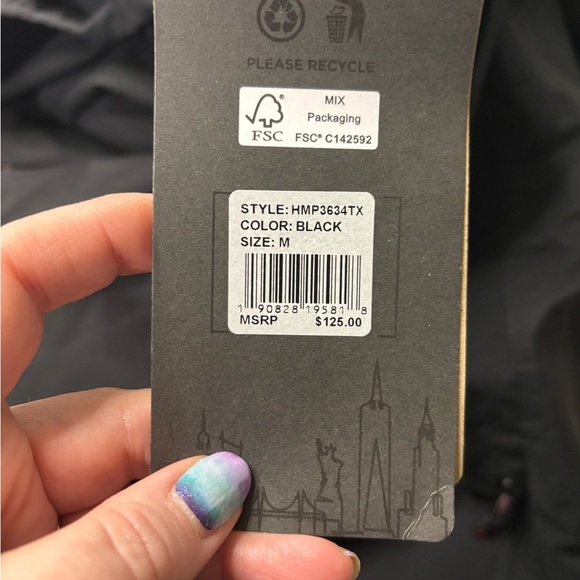 PLEASE RECYCLE
MIX
Packaging
FSC
FSC® C142592
STYLE: HMP3634TX
COLOR: BLACK
SIZE: M
1 90828 19581 8
MSRP $125.00